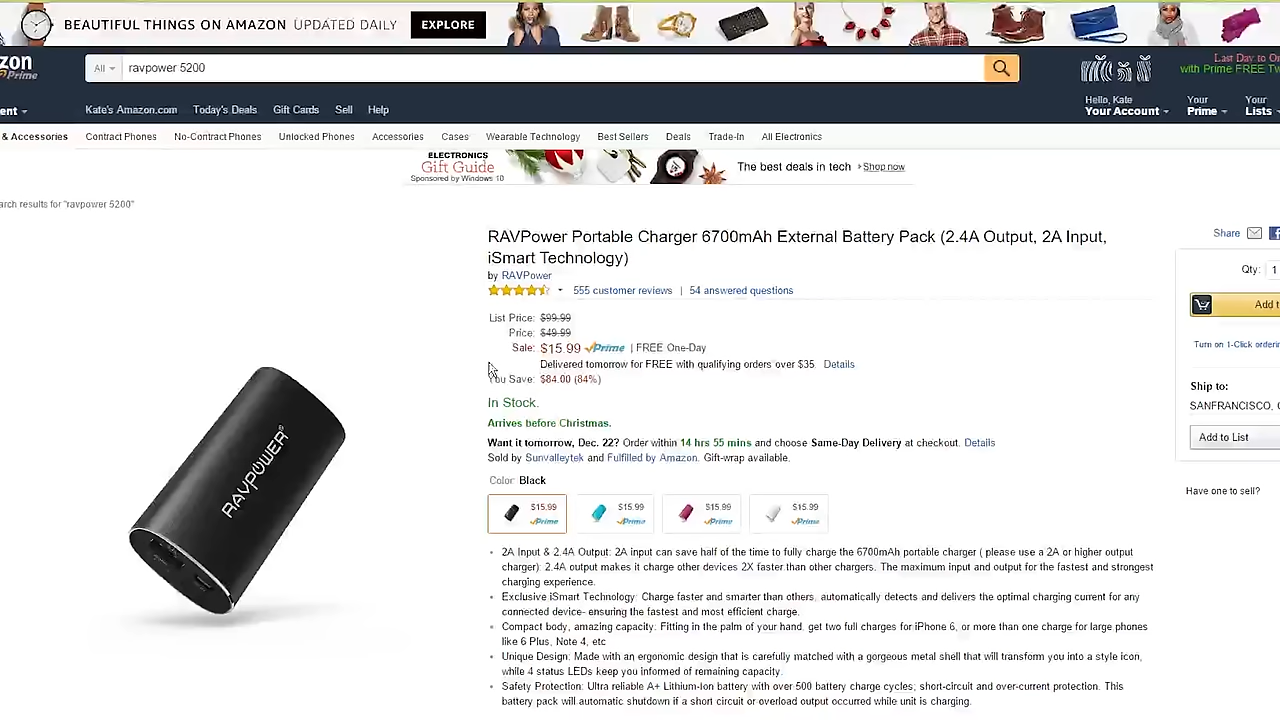 BEAUTIFUL THINGS ON AMAZON UPDATED DAILY EXPLORE
zon
Prime
All
ravpower 5200
Last Day to
with Prime FREE
Kate's Amazon.com Today's Deals Gift Cards Sell Help
Hello, Kate
Your Account
Your
Prime
Your
Lists
& Accessories Contract Phones No-Contract Phones Unlocked Phones Accessories Cases Wearable Technology Best Sellers Deals Trade-In All Electronics
ELECTRONICS
Gift Guide
Sponsored by Windows 10
The best deals in tech Shop now
arch results for "ravpower 5200"
RAVPower Portable Charger 6700mAh External Battery Pack (2.4A Output, 2A Input,
iSmart Technology)
by RAVPower
555 customer reviews | 54 answered questions
List Price: $99.99
Price: $49.99
Sale: $15.99 Prime | FREE One-Day
Delivered tomorrow for FREE with qualifying orders over $35. Details
You Save: $84.00 (84%)
In Stock.
Arrives before Christmas.
Want it tomorrow, Dec. 22? Order within 14 hrs 55 mins and choose Same-Day Delivery at checkout. Details
Sold by Sunvalleytek and Fulfilled by Amazon. Gift-wrap available.
Color: Black
$15.99 Prime
$15.99 Prime
$15.99 Prime
$15.99 Prime
• 2A Input & 2.4A Output: 2A input can save half of the time to fully charge the 6700mAh portable charger ( please use a 2A or higher output
charger); 2.4A output makes it charge other devices 2X faster than other chargers. The maximum input and output for the fastest and strongest
charging experience.
• Exclusive iSmart Technology: Charge faster and smarter than others, automatically detects and delivers the optimal charging current for any
connected device- ensuring the fastest and most efficient charge.
• Compact body, amazing capacity: Fitting in the palm of your hand, get two full charges for iPhone 6, or more than one charge for large phones
like 6 Plus, Note 4, etc
• Unique Design: Made with an ergonomic design that is carefully matched with a gorgeous metal shell that will transform you into a style icon,
while 4 status LEDs keep you informed of remaining capacity.
• Safety Protection: Ultra reliable A+ Lithium-Ion battery with over 500 battery charge cycles; short-circuit and over-current protection. This
battery pack will automatic shutdown if a short circuit or overload output occurred while unit is charging.
RAVPOWER®
Share
Qty: 1
Add t
Turn on 1-Click orderin
Ship to:
SANFRANCISCO,
Add to List
Have one to sell?